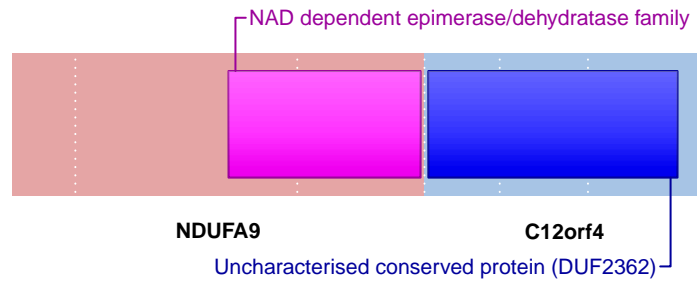 NAD dependent epimerase/dehydratase family
NDUFA9
C12orf4
Uncharacterised conserved protein (DUF2362)